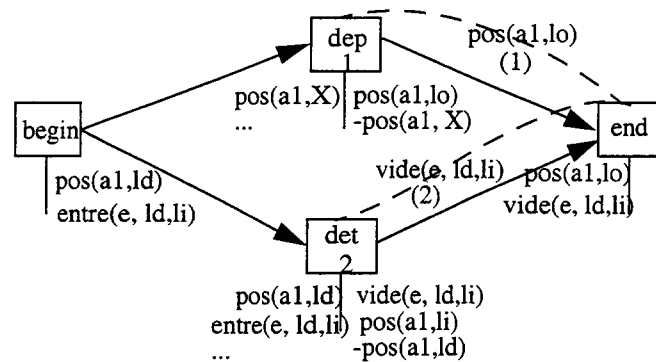 dep
1
pos(a1,lo)
(1)
pos(a1,X)
...
pos(a1,lo)
-pos(a1, X)
begin
end
pos(a1,ld)
entre(e, ld,li)
vide(e, ld,li)
(2)
pos(a1,lo)
vide(e, ld,li)
det
2
pos(a1,ld)
entre(e, ld,li)
...
vide(e, ld,li)
pos(a1,li)
-pos(a1,ld)